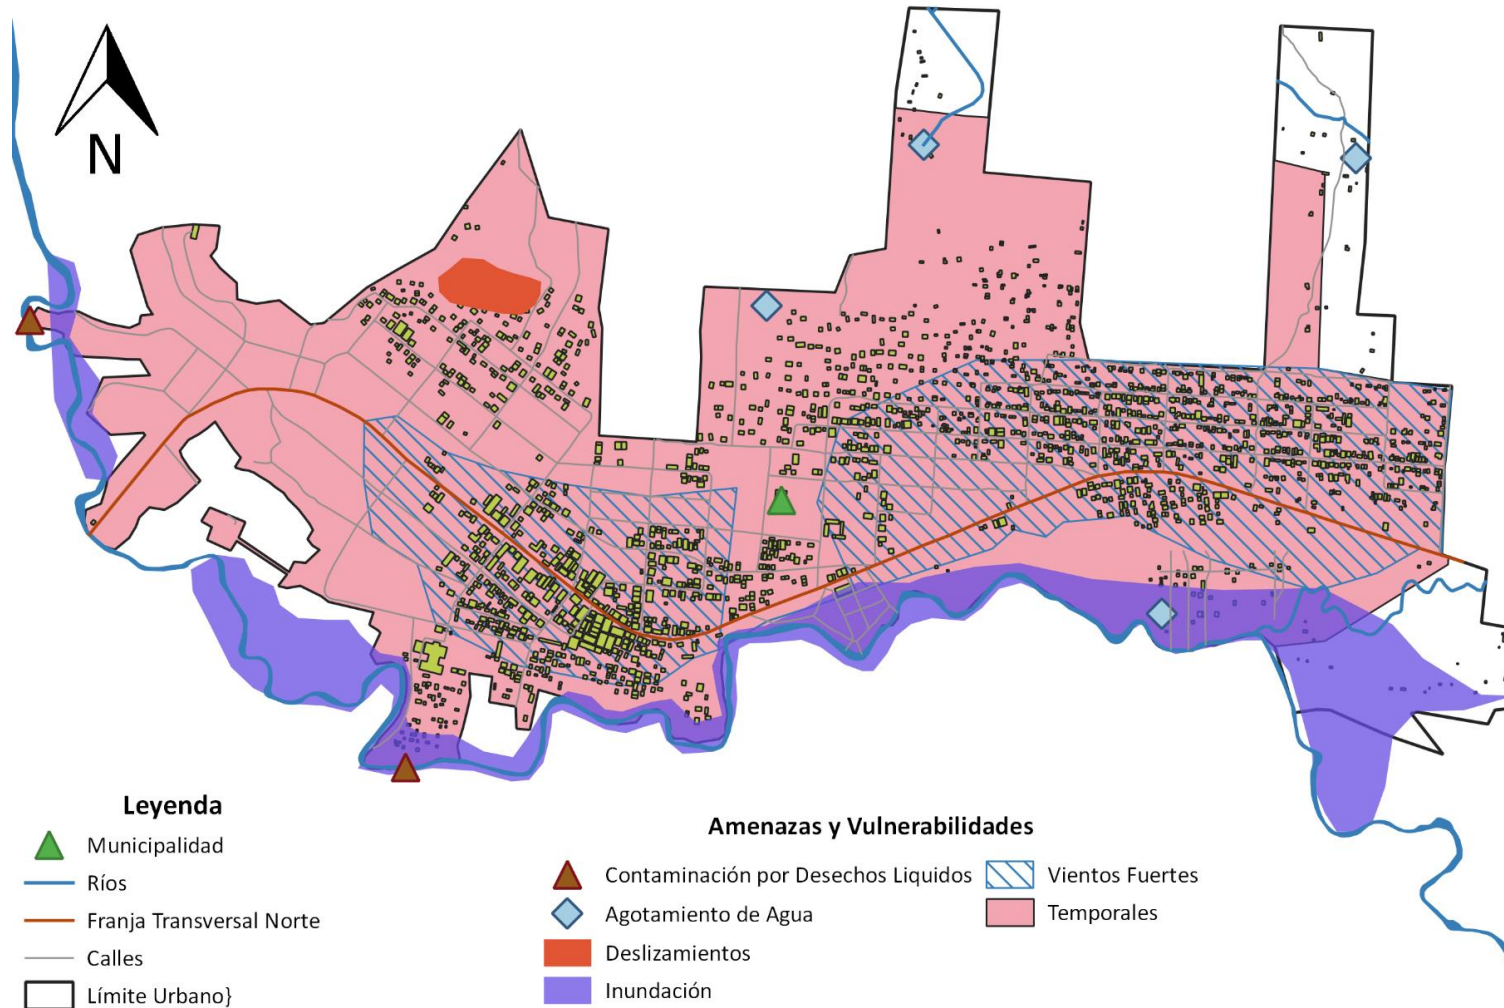 N
Leyenda
Municipalidad
Ríos
Franja Transversal Norte
Calles
Límite Urbano}
Amenazas y Vulnerabilidades
Contaminación por Desechos Liquidos
Agotamiento de Agua
Deslizamientos
Inundación
Vientos Fuertes
Temporales